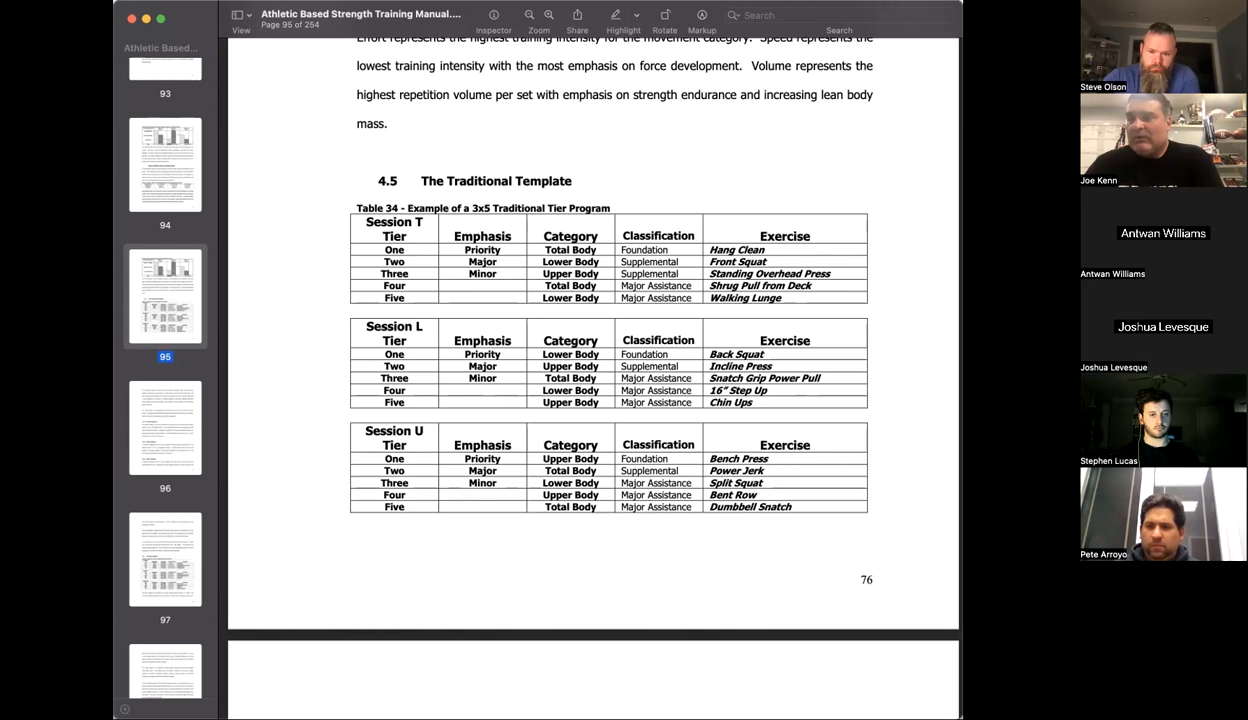 Athletic Based Strength Training Manual....
Page 95 of 254
View
Inspector
Zoom
Share
Highlight
Rotate
Markup
Search
Search
Athletic Based...
93
94
95
96
97
Effort represents the highest training intensity for the movement category. Speed represents the
lowest training intensity with the most emphasis on force development. Volume represents the
highest repetition volume per set with emphasis on strength endurance and increasing lean body
mass.
4.5 The Traditional Template
Table 34 - Example of a 3x5 Traditional Tier Program
Session T
Tier Emphasis Category Classification Exercise
One Priority Total Body Foundation Hang Clean
Two Major Lower Body Supplemental Front Squat
Three Minor Upper Body Supplemental Standing Overhead Press
Four Total Body Major Assistance Shrug Pull from Deck
Five Lower Body Major Assistance Walking Lunge
Session L
Tier Emphasis Category Classification Exercise
One Priority Lower Body Foundation Back Squat
Two Major Upper Body Supplemental Incline Press
Three Minor Total Body Major Assistance Snatch Grip Power Pull
Four Lower Body Major Assistance 16" Step Up
Five Upper Body Major Assistance Chin Ups
Session U
Tier Emphasis Category Classification Exercise
One Priority Upper Body Foundation Bench Press
Two Major Total Body Supplemental Power Jerk
Three Minor Lower Body Major Assistance Split Squat
Four Upper Body Major Assistance Bent Row
Five Total Body Major Assistance Dumbbell Snatch
76
Steve Olson
Joe Kenn
Antwan Williams
Antwan Williams
Joshua Levesque
Joshua Levesque
Stephen Lucas
Pete Arroyo